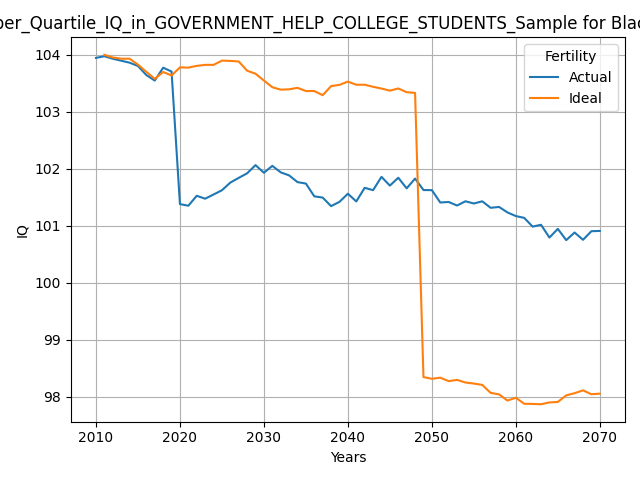 per_Quartile_IQ_in_GOVERNMENT_HELP_COLLEGE_STUDENTS_Sample for Bla
Fertility
Actual
Ideal
104
103
102
101
100
99
98
IQ
2010 2020 2030 2040 2050 2060 2070
Years